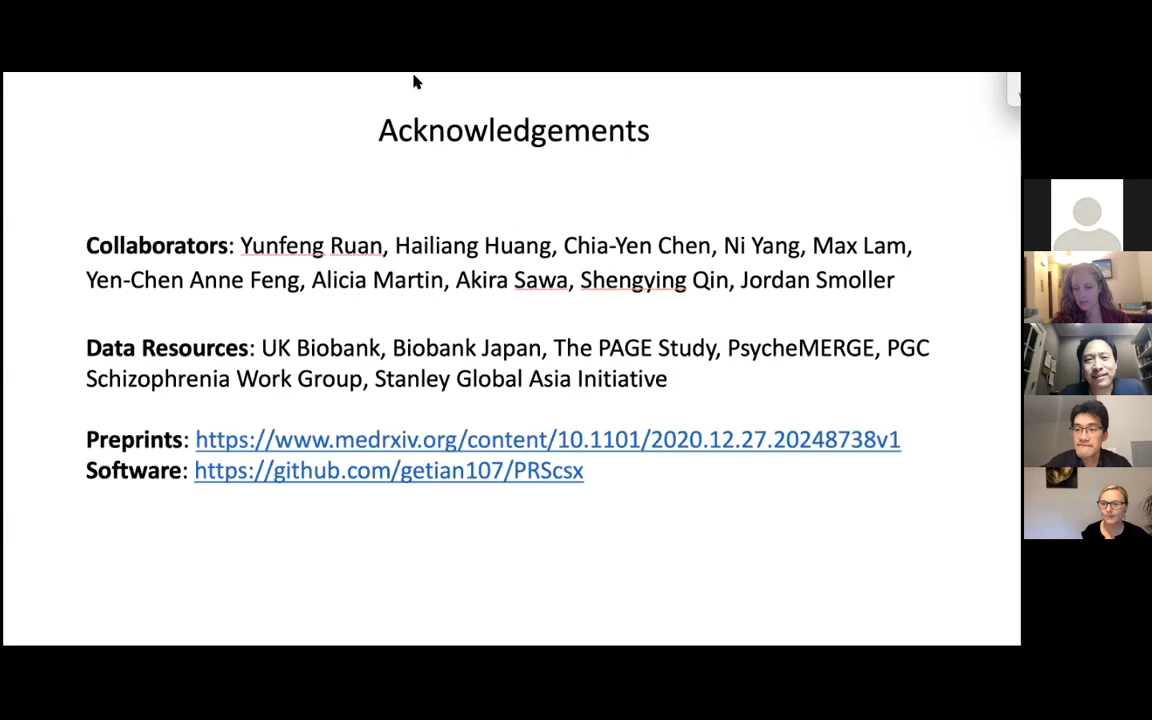 Acknowledgements
Collaborators: Yunfeng Ruan, Hailiang Huang, Chia-Yen Chen, Ni Yang, Max Lam,
Yen-Chen Anne Feng, Alicia Martin, Akira Sawa, Shengying Qin, Jordan Smoller
Data Resources: UK Biobank, Biobank Japan, The PAGE Study, PsycheMERGE, PGC
Schizophrenia Work Group, Stanley Global Asia Initiative
Preprints: https://www.medrxiv.org/content/10.1101/2020.12.27.20248738v1
Software: https://github.com/getian107/PRScsx